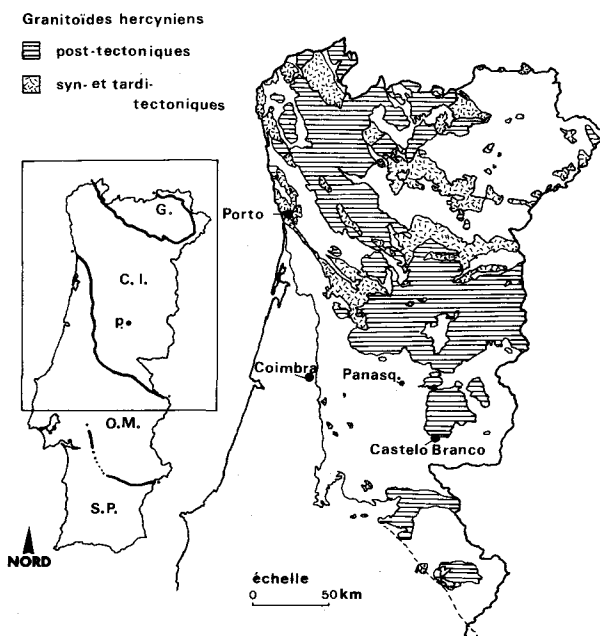 Granitoïdes hercyniens
post-tectoniques
syn- et tardi-
tectoniques
G.
Porto
C.I.
P.
Coimbra
Panasq.
O.M.
Castelo Branco
S.P.
NORD
échelle
0 50 km